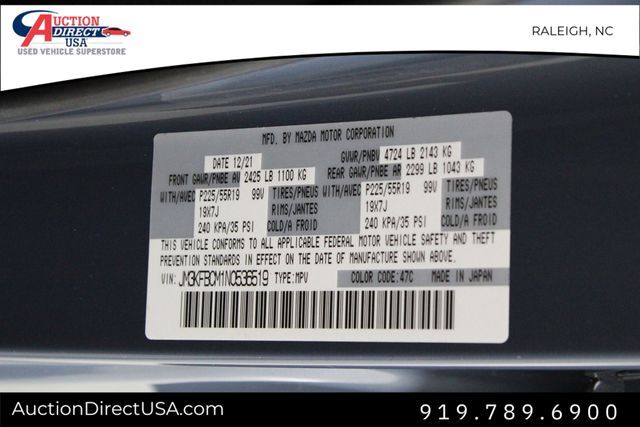 AUCTION
DIRECT
USA
USED VEHICLE SUPERSTORE
RALEIGH, NC
MFD. BY MAZDA MOTOR CORPORATION
DATE 12/21
GVWR/PNBV 4724 LB 2143 KG
FRONT GAWR/PNBE AV 2425 LB 1100 KG
REAR GAWR/PNBE AR 2299 LB 1043 KG
WITH/AVEC P225/55R19 99V TIRES/PNEUS
WITH/AVEC P225/55R19 99V TIRES/PNEUS
19X7J RIMS/JANTES
19X7J RIMS/JANTES
240 KPA/35 PSI COLD/A FROID
240 KPA/35 PSI COLD/A FROID
THIS VEHICLE CONFORMS TO ALL APPLICABLE FEDERAL MOTOR VEHICLE SAFETY AND THEFT
PREVENTION STANDARDS IN EFFECT ON THE DATE OF MANUFACTURE SHOWN ABOVE.
VIN: JM3KFBCM1N0536519 TYPE:MPV COLOR CODE:47C MADE IN JAPAN
AuctionDirectUSA.com
919.789.6900